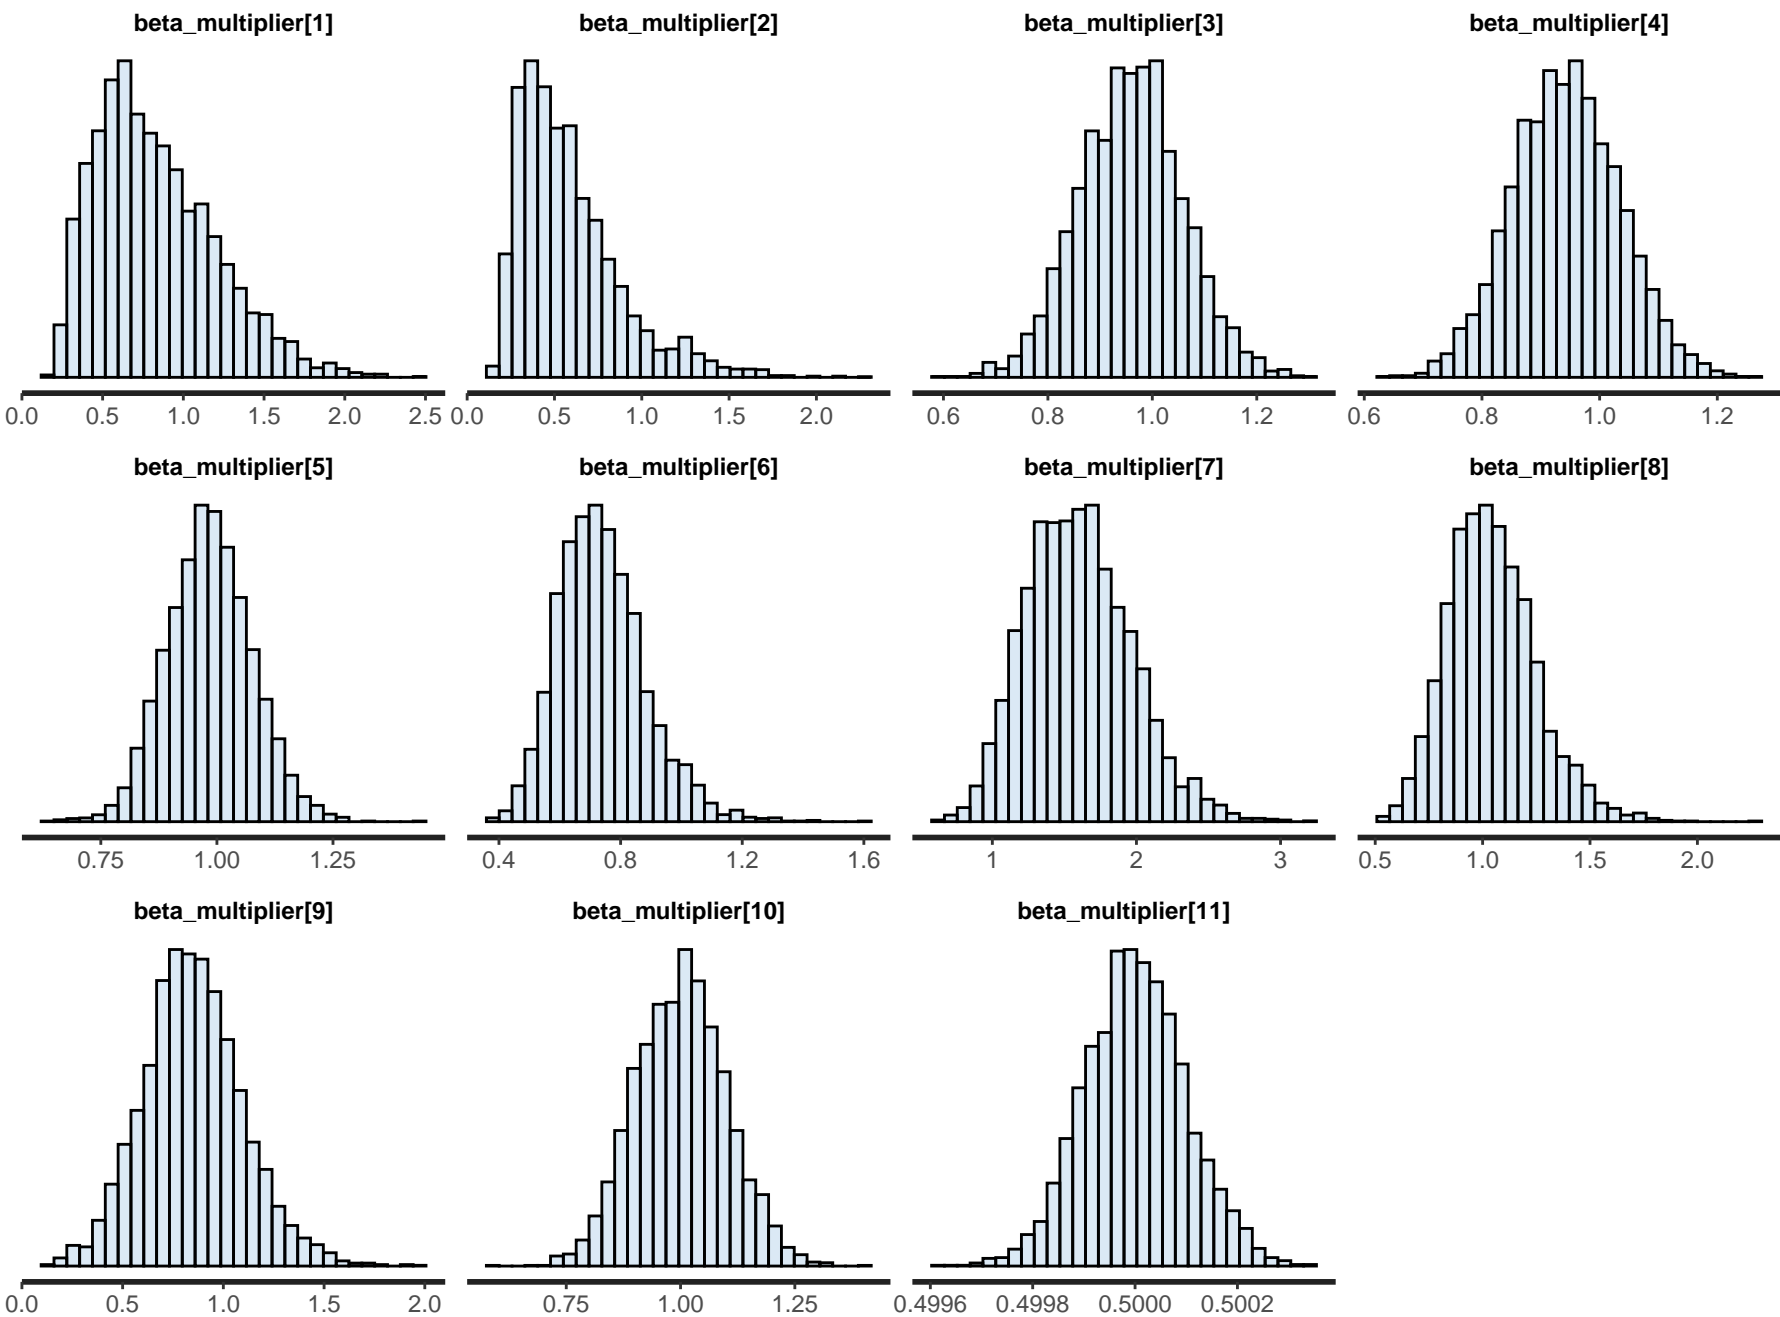 beta_multiplier[1] beta_multiplier[2] beta_multiplier[3] beta_multiplier[4]
0.0 0.5 1.0 1.5 2.0 2.5 0.0 0.5 1.0 1.5 2.0 0.6 0.8 1.0 1.2 0.6 0.8 1.0 1.2
beta_multiplier[5] beta_multiplier[6] beta_multiplier[7] beta_multiplier[8]
0.75 1.00 1.25 0.4 0.8 1.2 1.6 1 2 3 0.5 1.0 1.5 2.0
beta_multiplier[9] beta_multiplier[10] beta_multiplier[11]
0.0 0.5 1.0 1.5 2.0 0.75 1.00 1.25 0.4996 0.4998 0.5000 0.5002